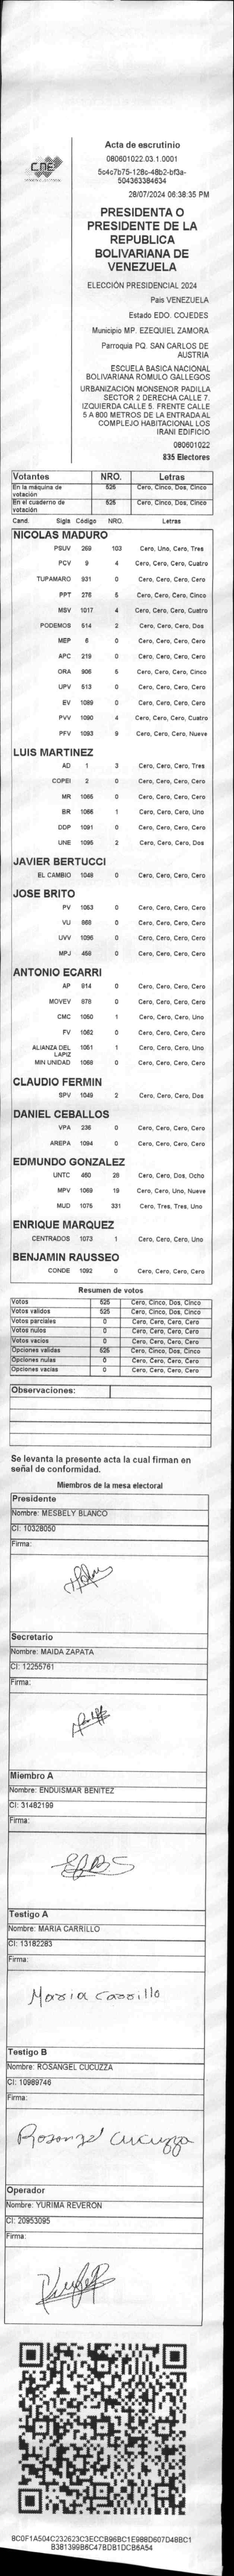 CNE
Acta de escrutinio
080601022.03.1.0001
28/07/2024 06:38:35 PM
PRESIDENTA O
PRESIDENTE DE LA
REPUBLICA
BOLIVARIANA DE
VENEZUELA
ELECCIÓN PRESIDENCIAL 2024
País VENEZUELA
Estado EDO. COJEDES
Municipio MP. EZEQUIEL ZAMORA
Parroquia PQ. SAN CARLOS DE
AUSTRIA
ESCUELA BASICA NACIONAL
BOLIVARIANA ROMULO GALLEGOS
URBANIZACION MONSENOR PADILLA
SECTOR 2 DERECHA CALLE 7.
IZQUIERDA CALLE 5. FRENTE CALLE
5 A 800 METROS DE LA ENTRADA AL
COMPLEJO HABITACIONAL LOS
IRANI EDIFICIO
080601022
835 Electores
Votantes NRO. Letras
En la máquina de votación 525 Cero, Cinco, Dos, Cinco
En el cuaderno de votación 525 Cero, Cinco, Dos, Cinco
Cand. Sigla Código NRO. Letras
NICOLAS MADURO
PSUV 269 103 Cero, Uno, Cero, Tres
PCV 9 4 Cero, Cero, Cero, Cuatro
TUPAMARO 931 0 Cero, Cero, Cero, Cero
PPT 276 5 Cero, Cero, Cero, Cinco
MSV 1017 4 Cero, Cero, Cero, Cuatro
PODEMOS 514 2 Cero, Cero, Cero, Dos
MEP 6 0 Cero, Cero, Cero, Cero
APC 219 0 Cero, Cero, Cero, Cero
ORA 906 5 Cero, Cero, Cero, Cinco
UPV 513 0 Cero, Cero, Cero, Cero
EV 1089 0 Cero, Cero, Cero, Cero
PVV 1090 4 Cero, Cero, Cero, Cuatro
PFV 1093 9 Cero, Cero, Cero, Nueve
LUIS MARTINEZ
AD 1 3 Cero, Cero, Cero, Tres
COPEI 2 0 Cero, Cero, Cero, Cero
MR 1065 0 Cero, Cero, Cero, Cero
BR 1066 1 Cero, Cero, Cero, Uno
DDP 1091 0 Cero, Cero, Cero, Cero
UNE 1095 2 Cero, Cero, Cero, Dos
JAVIER BERTUCCI
EL CAMBIO 1048 0 Cero, Cero, Cero, Cero
JOSE BRITO
PV 1053 0 Cero, Cero, Cero, Cero
VU 868 0 Cero, Cero, Cero, Cero
UVV 1096 0 Cero, Cero, Cero, Cero
MPJ 458 0 Cero, Cero, Cero, Cero
ANTONIO ECARRI
AP 814 0 Cero, Cero, Cero, Cero
MOVEV 878 0 Cero, Cero, Cero, Cero
CMC 1050 1 Cero, Cero, Cero, Uno
FV 1062 0 Cero, Cero, Cero, Cero
ALIANZA DEL LAPIZ 1051 1 Cero, Cero, Cero, Uno
MIN UNIDAD 1068 0 Cero, Cero, Cero, Cero
CLAUDIO FERMIN
SPV 1049 2 Cero, Cero, Cero, Dos
DANIEL CEBALLOS
VPA 236 0 Cero, Cero, Cero, Cero
AREPA 1094 0 Cero, Cero, Cero, Cero
EDMUNDO GONZALEZ
UNTC 460 28 Cero, Cero, Dos, Ocho
MPV 1069 19 Cero, Cero, Uno, Nueve
MUD 1075 331 Cero, Tres, Tres, Uno
ENRIQUE MARQUEZ
CENTRADOS 1073 1 Cero, Cero, Cero, Uno
BENJAMIN RAUSSEO
CONDE 1092 0 Cero, Cero, Cero, Cero
Resumen de votos
Votos 525 Cero, Cinco, Dos, Cinco
Votos validos 525 Cero, Cinco, Dos, Cinco
Votos parciales 0 Cero, Cero, Cero, Cero
Votos nulos 0 Cero, Cero, Cero, Cero
Votos vacios 0 Cero, Cero, Cero, Cero
Opciones validas 525 Cero, Cinco, Dos, Cinco
Opciones nulas 0 Cero, Cero, Cero, Cero
Opciones vacias 0 Cero, Cero, Cero, Cero
Observaciones:
Se levanta la presente acta la cual firman en
señal de conformidad.
Miembros de la mesa electoral
Presidente
Nombre: MESBELY BLANCO
CI: 10328050
Firma:
Secretario
Nombre: MAIDA ZAPATA
CI: 12255761
Firma:
Miembro A
Nombre: ENDUISMAR BENITEZ
CI: 31482199
Firma:
Testigo A
Nombre: MARIA CARRILLO
CI: 13182283
Firma:
Maria Carrillo
Testigo B
Nombre: ROSANGEL CUCUZZA
CI: 10989746
Firma:
Rosangel Cucuzza
Operador
Nombre: YURIMA REVERON
CI: 20953095
Firma: